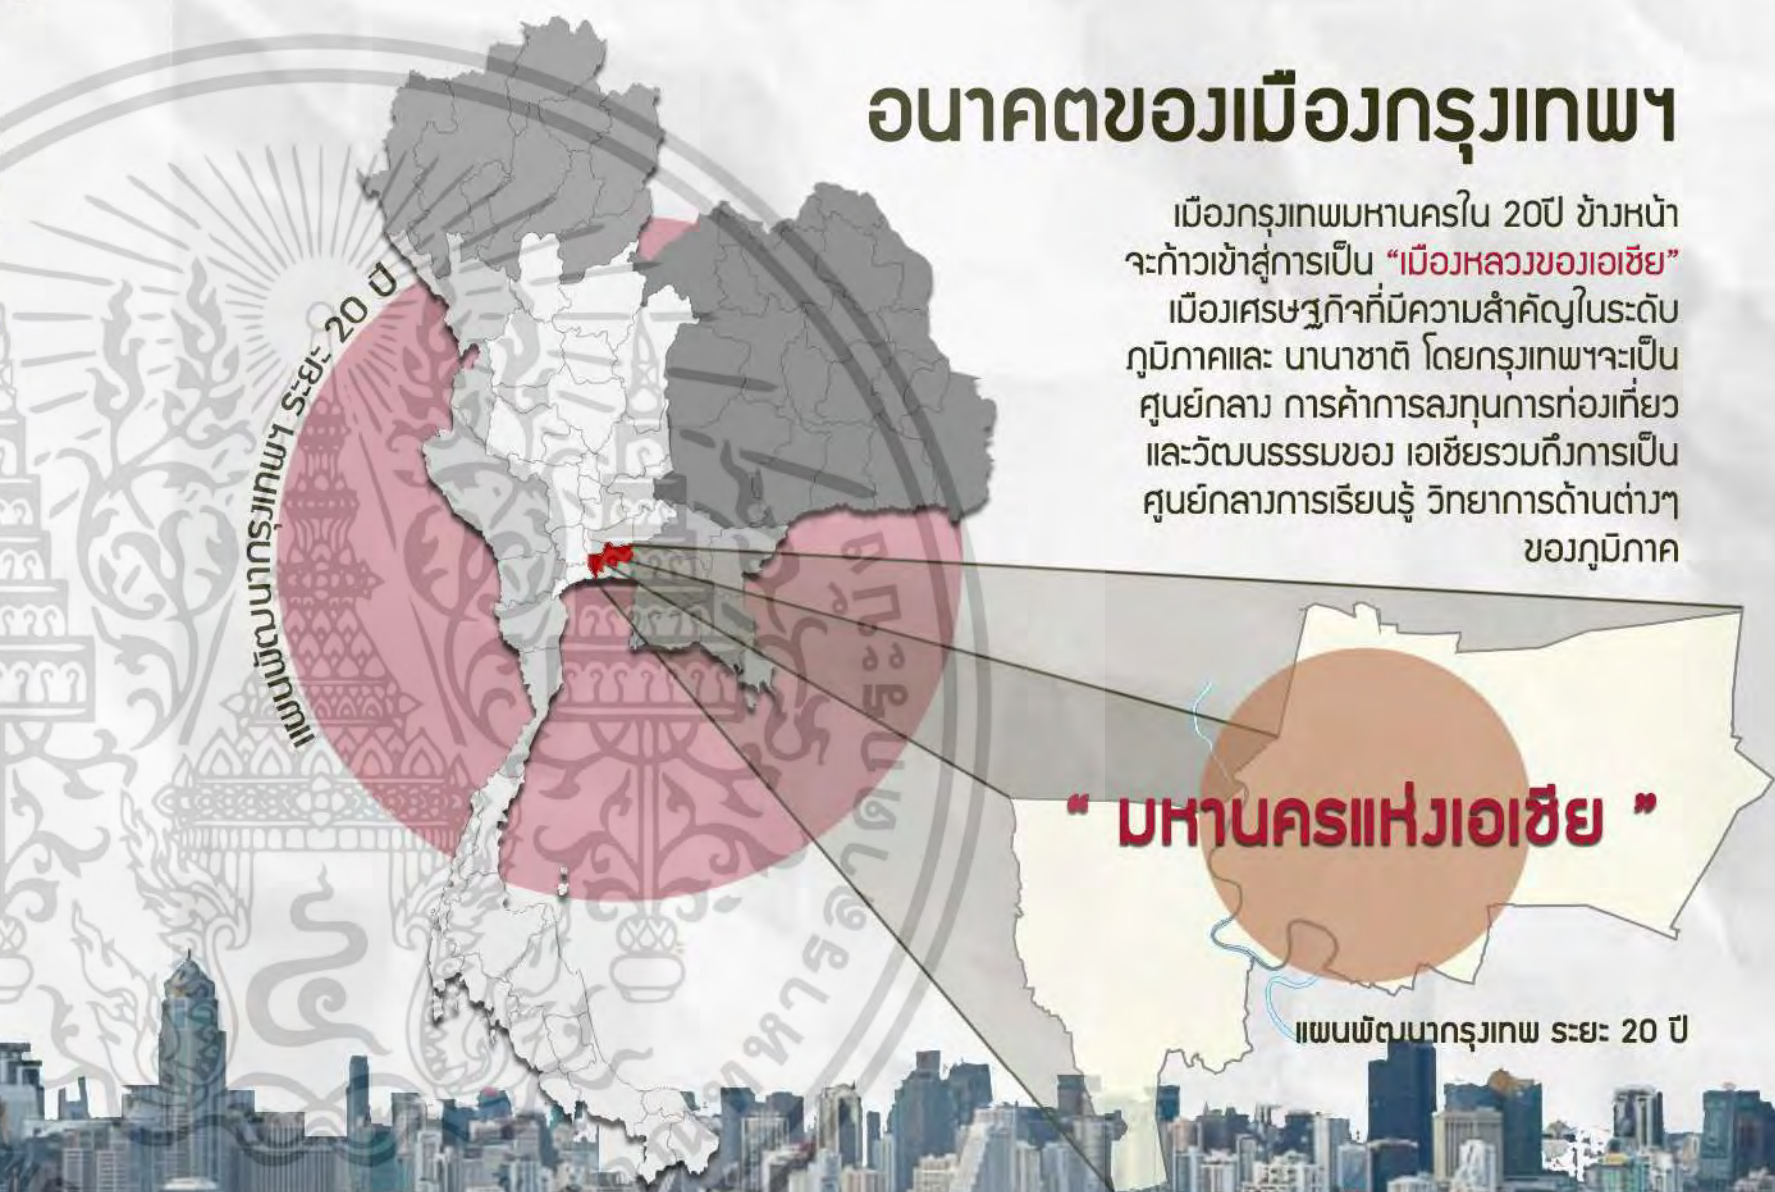 อนาคตของเมืองกรุงเทพฯ
เมืองกรุงเทพมหานครใน 20ปี ข้างหน้า
จะก้าวเข้าสู่การเป็น “เมืองหลวงของเอเชีย”
เมืองเศรษฐกิจที่มีความสำคัญในระดับ
ภูมิภาคและ นานาชาติ โดยกรุงเทพฯจะเป็น
ศูนย์กลาง การค้าการลงทุนการท่องเที่ยว
และวัฒนธรรมของ เอเชียรวมถึงการเป็น
ศูนย์กลางการเรียนรู้ วิทยาการด้านต่างๆ
ของภูมิภาค
แผนพัฒนากรุงเทพฯ ระยะ 20 ปี
“ มหานครแห่งเอเชีย ”
แผนพัฒนากรุงเทพ ระยะ 20 ปี